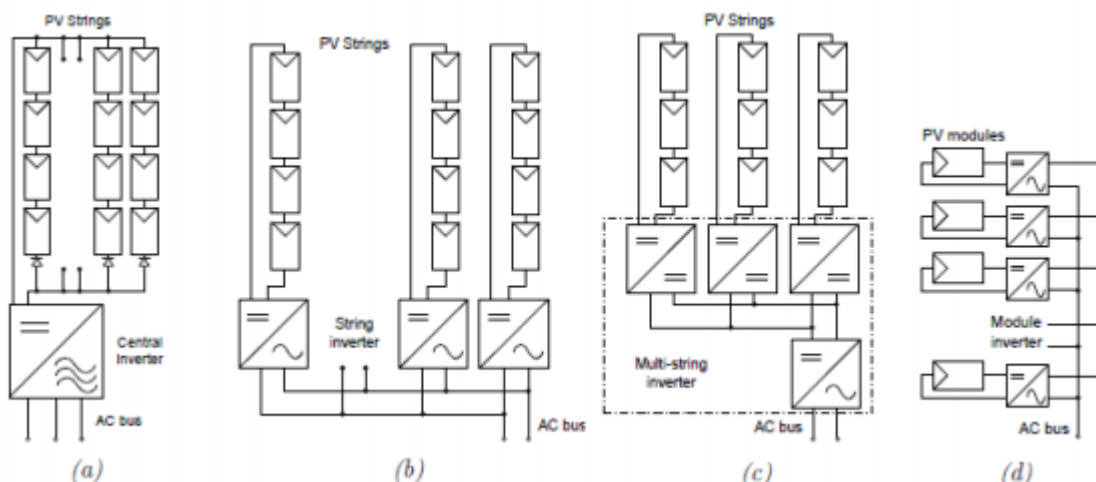 PV Strings
Central
Inverter
AC bus
(a)
PV Strings
String
inverter
AC bus
(b)
PV Strings
Multi-string
inverter
AC bus
(c)
PV modules
Module
inverter
AC bus
(d)